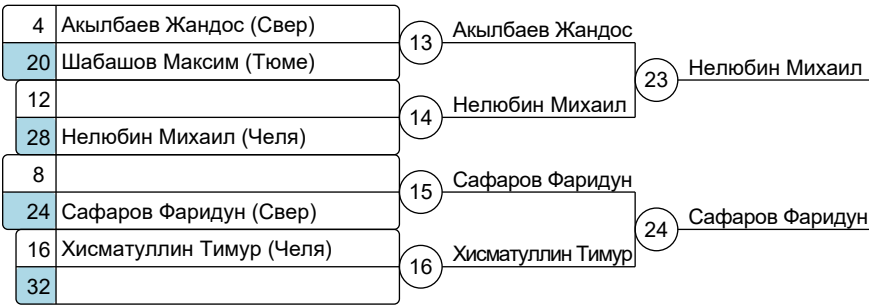 4 Акылбаев Жандос (Свер)
20 Шабашов Максим (Тюме)
12
28 Нелюбин Михаил (Челя)
8
24 Сафаров Фаридун (Свер)
16 Хисматуллин Тимур (Челя)
32
13 Акылбаев Жандос
14 Нелюбин Михаил
15 Сафаров Фаридун
16 Хисматуллин Тимур
23 Нелюбин Михаил
24 Сафаров Фаридун